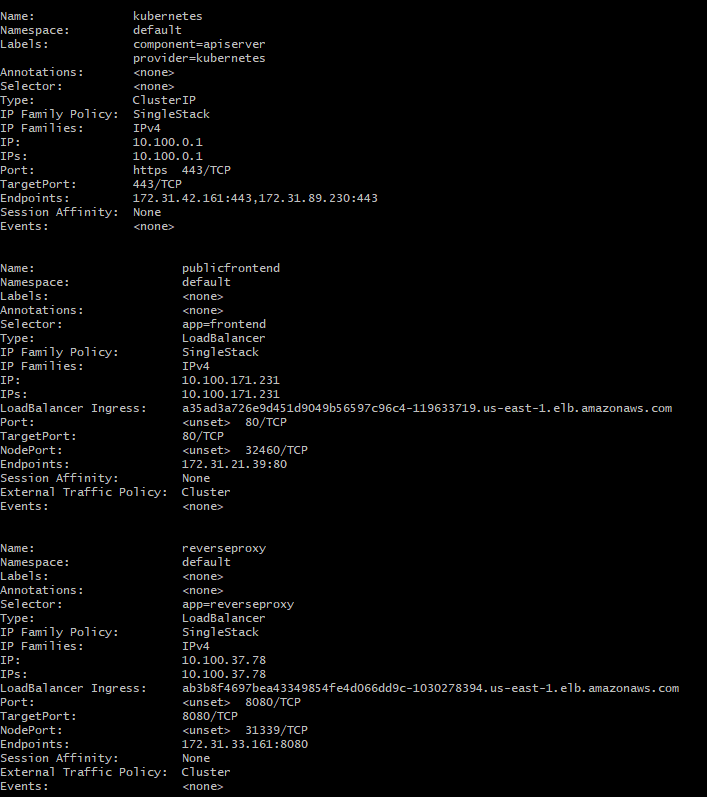 Name:              kubernetes
Namespace:         default
Labels:            component=apiserver
                   provider=kubernetes
Annotations:       <none>
Selector:          <none>
Type:              ClusterIP
IP Family Policy:  SingleStack
IP Families:       IPv4
IP:                10.100.0.1
IPs:               10.100.0.1
Port:              https  443/TCP
TargetPort:        443/TCP
Endpoints:         172.31.42.161:443,172.31.89.230:443
Session Affinity:  None
Events:            <none>
Name:                     publicfrontend
Namespace:                default
Labels:                   <none>
Annotations:              <none>
Selector:                 app=frontend
Type:                     LoadBalancer
IP Family Policy:         SingleStack
IP Families:              IPv4
IP:                       10.100.171.231
IPs:                      10.100.171.231
LoadBalancer Ingress:     a35ad3a726e9d451d9049b56597c96c4-119633719.us-east-1.elb.amazonaws.com
Port:                     <unset>  80/TCP
TargetPort:               80/TCP
NodePort:                 <unset>  32460/TCP
Endpoints:                172.31.21.39:80
Session Affinity:         None
External Traffic Policy:  Cluster
Events:                   <none>
Name:                     reverseproxy
Namespace:                default
Labels:                   <none>
Annotations:              <none>
Selector:                 app=reverseproxy
Type:                     LoadBalancer
IP Family Policy:         SingleStack
IP Families:              IPv4
IP:                       10.100.37.78
IPs:                      10.100.37.78
LoadBalancer Ingress:     ab3b8f4697bea43349854fe4d066dd9c-1030278394.us-east-1.elb.amazonaws.com
Port:                     <unset>  8080/TCP
TargetPort:               8080/TCP
NodePort:                 <unset>  31339/TCP
Endpoints:                172.31.33.161:8080
Session Affinity:         None
External Traffic Policy:  Cluster
Events:                   <none>